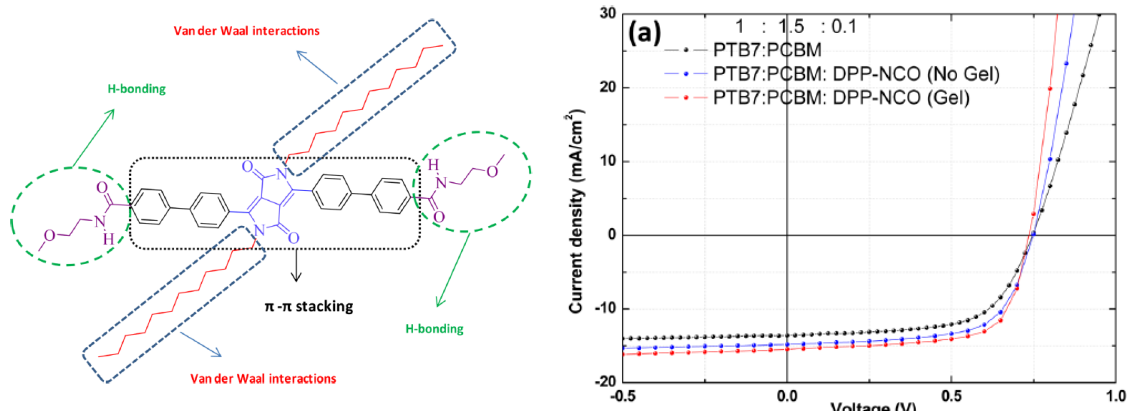 Van der Waal interactions
H-bonding
O
N
H
O
O
N
O
N
H
O
O
N
H
O
N
O
π -π stacking
H-bonding
Van der Waal interactions
(a)
1 : 1.5 : 0.1
PTB7:PCBM
PTB7:PCBM: DPP-NCO (No Gel)
PTB7:PCBM: DPP-NCO (Gel)
Current density (mA/cm²)
30
20
10
0
-10
-20
-0.5
0.0
0.5
1.0
Voltage (V)